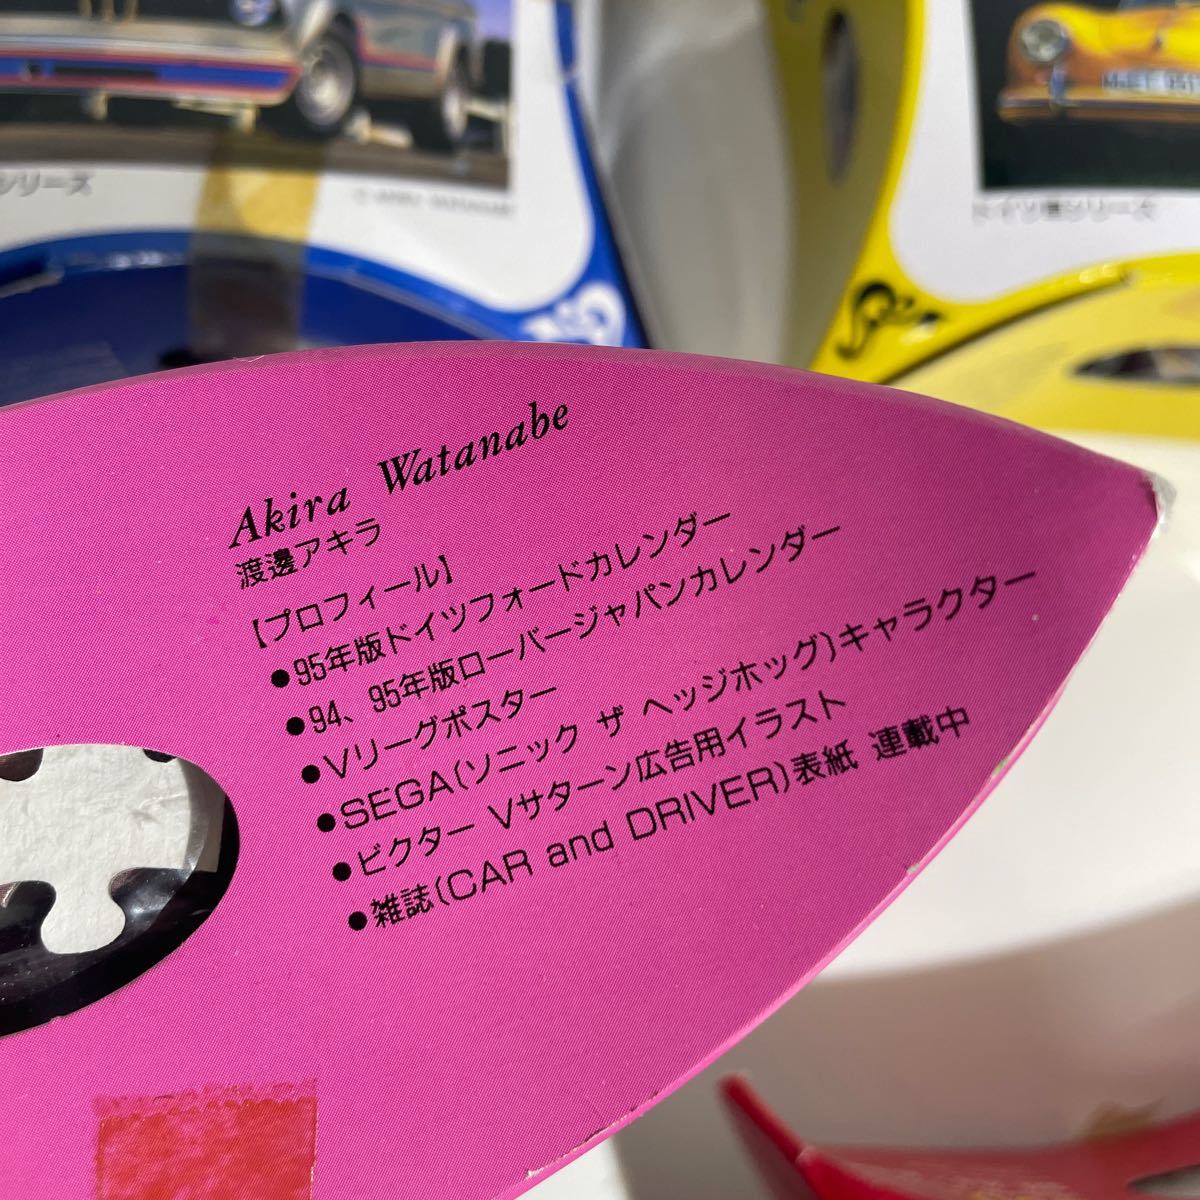 シリーズ
ドイツ車シリーズ
Akira Watanabe
渡邊アキラ
【プロフィール】
●95年版ドイツフォードカレンダー
●94、95年版ローバージャパンカレンダー
●Vリーグポスター
●SEGA(ソニック ザ ヘッジホッグ)キャラクター
●ビクター Vサターン広告用イラスト
●雑誌(CAR and DRIVER)表紙 連載中